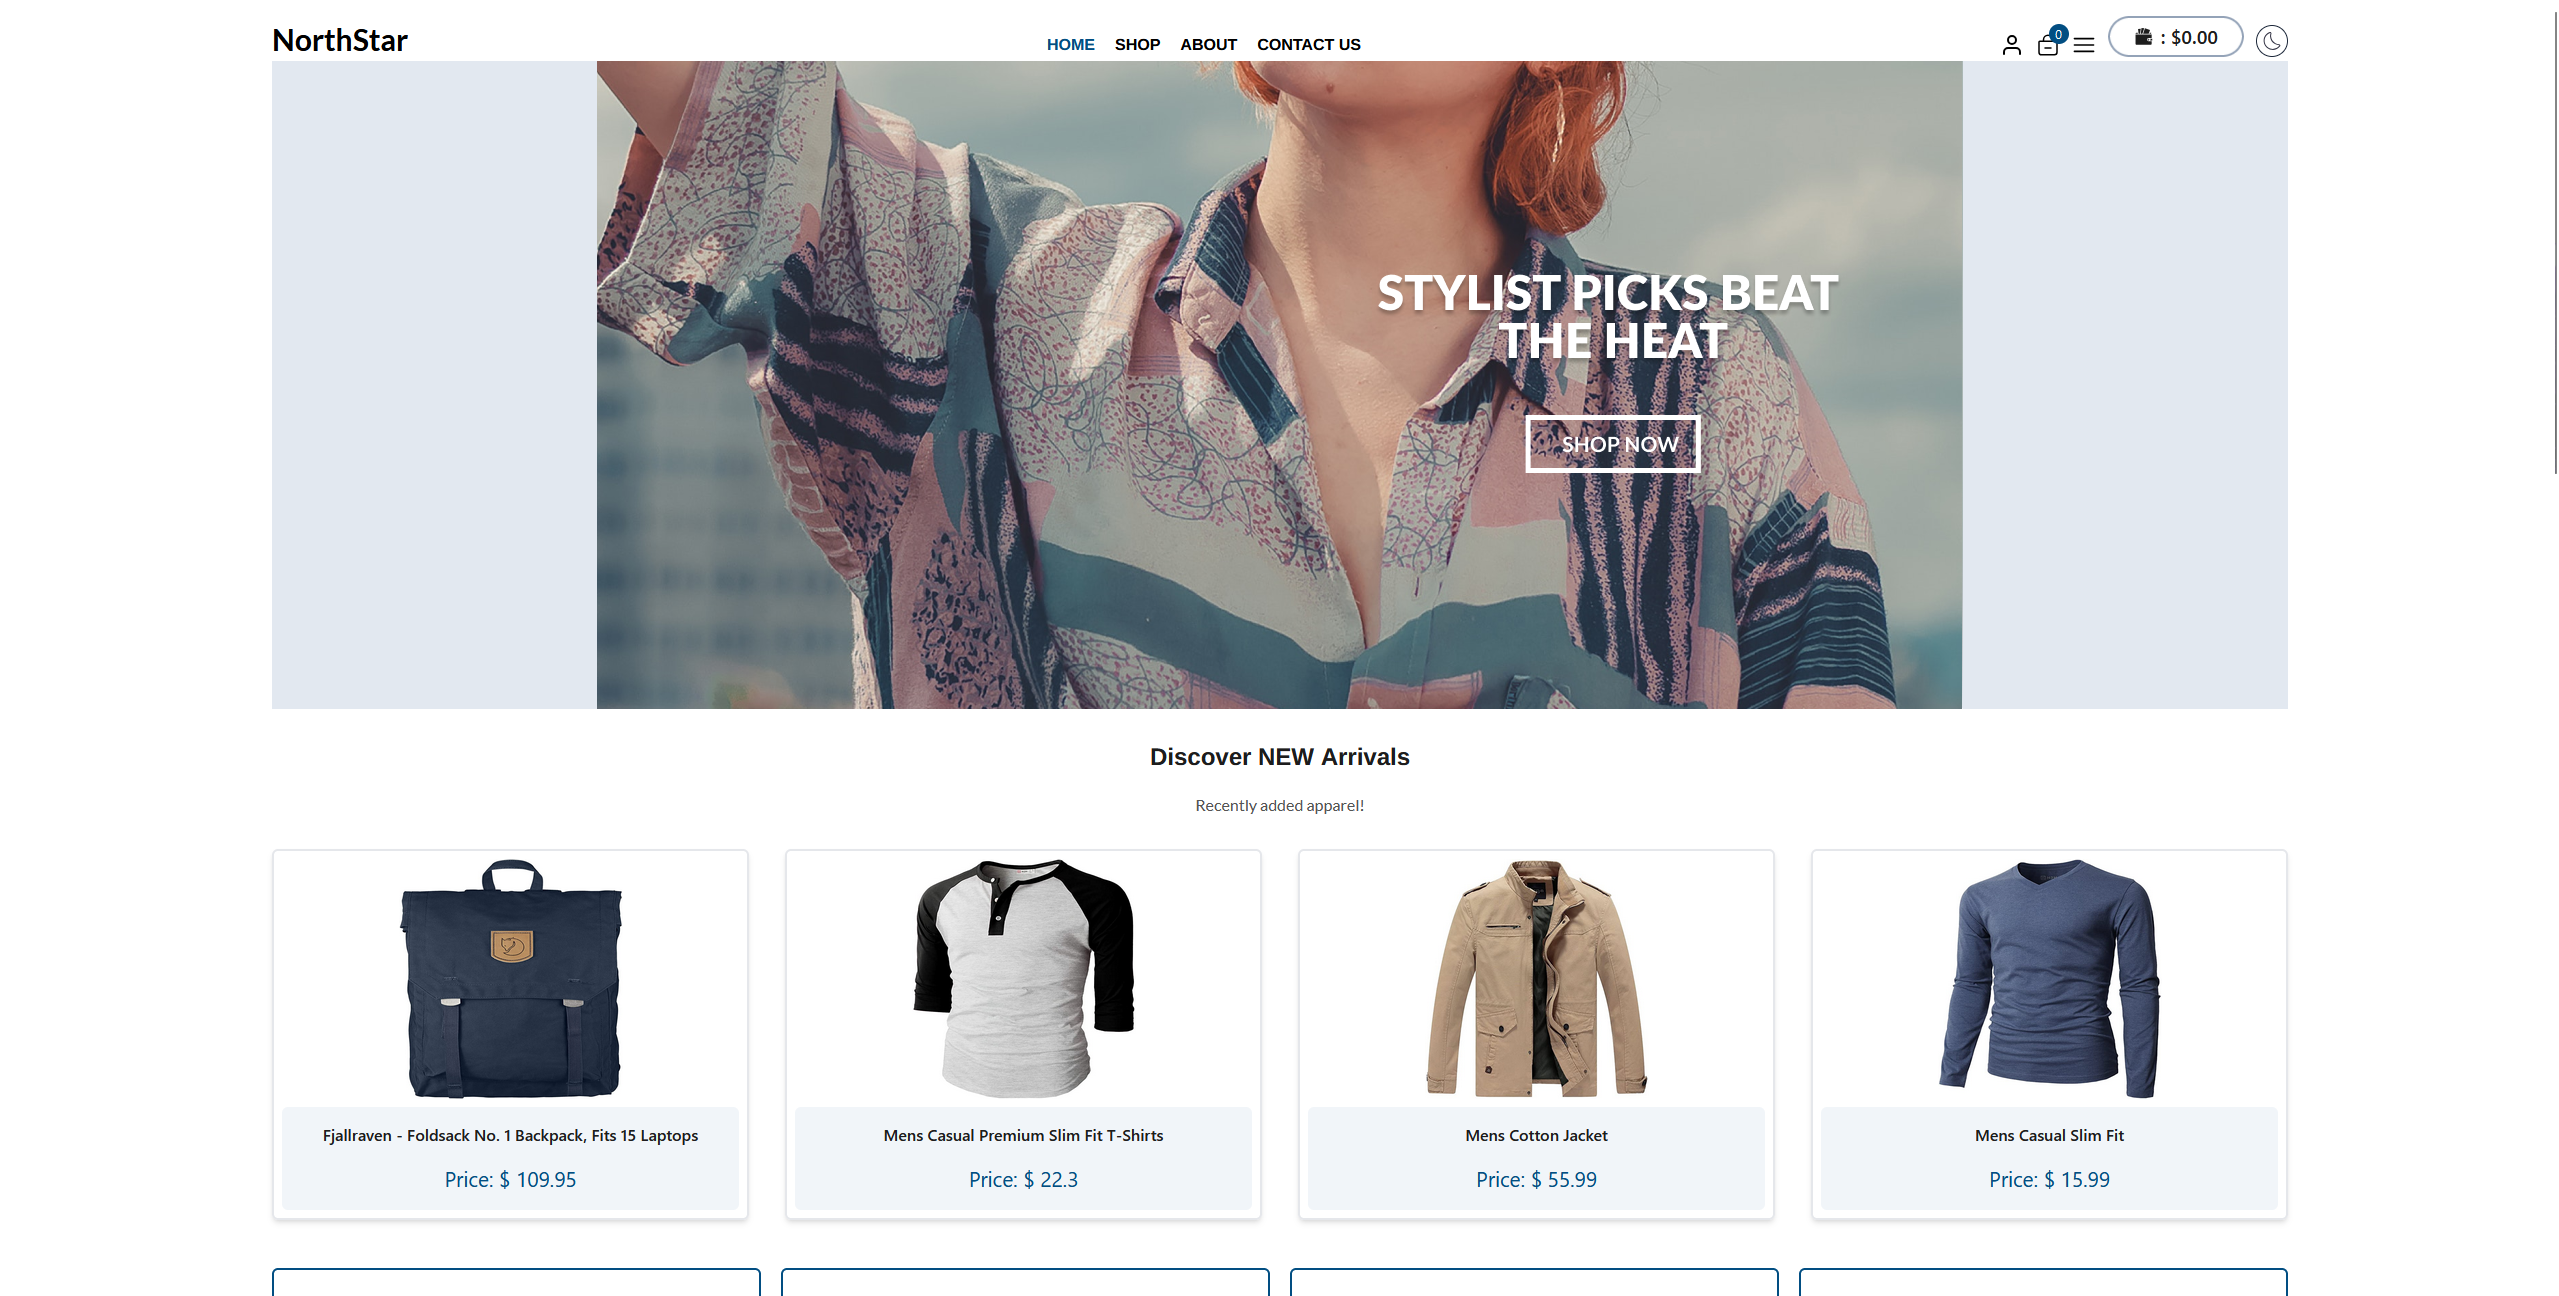 NorthStar
HOME SHOP ABOUT CONTACT US
0
: $0.00
STYLIST PICKS BEAT
THE HEAT
SHOP NOW
Discover NEW Arrivals
Recently added apparel!
Fjallraven - Foldsack No. 1 Backpack, Fits 15 Laptops
Price: $ 109.95
Mens Casual Premium Slim Fit T-Shirts
Price: $ 22.3
Mens Cotton Jacket
Price: $ 55.99
Mens Casual Slim Fit
Price: $ 15.99